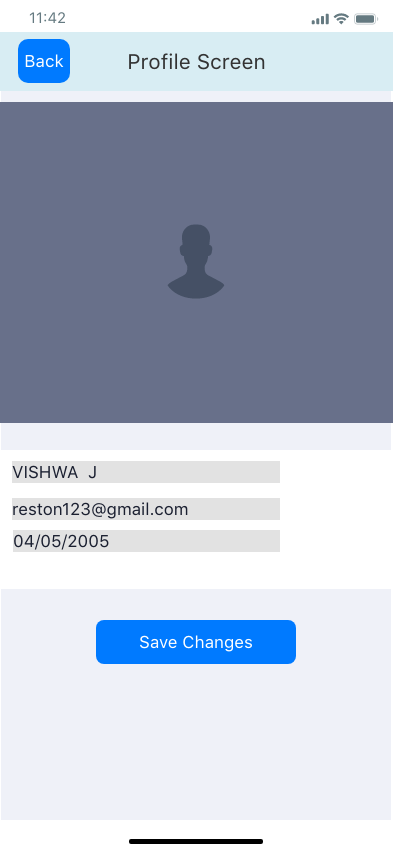 11:42
Back
Profile Screen
VISHWA  J
reston123@gmail.com
04/05/2005
Save Changes